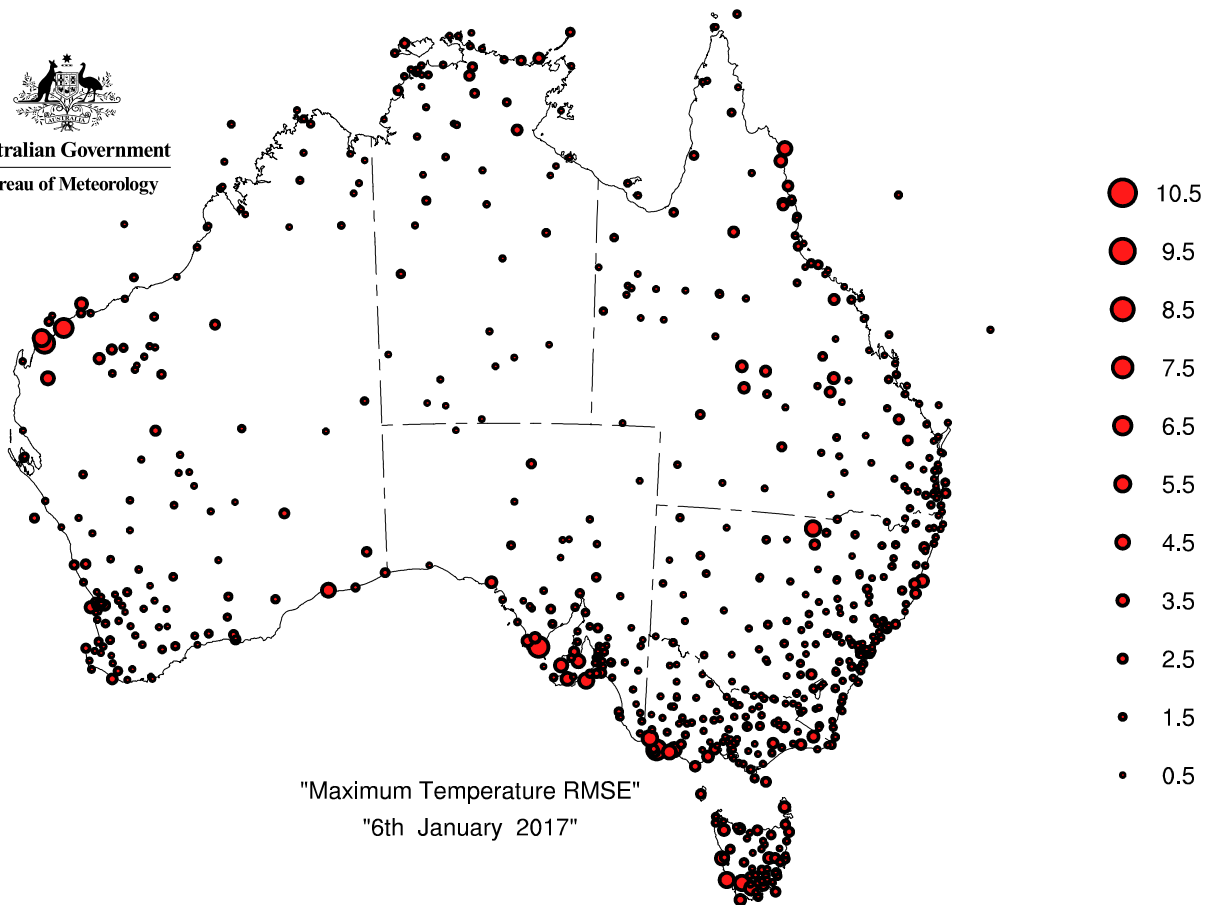 AUSTRALIA
tralian Government
reau of Meteorology
10.5
9.5
8.5
7.5
6.5
5.5
4.5
3.5
2.5
1.5
0.5
"Maximum Temperature RMSE"
"6th January 2017"